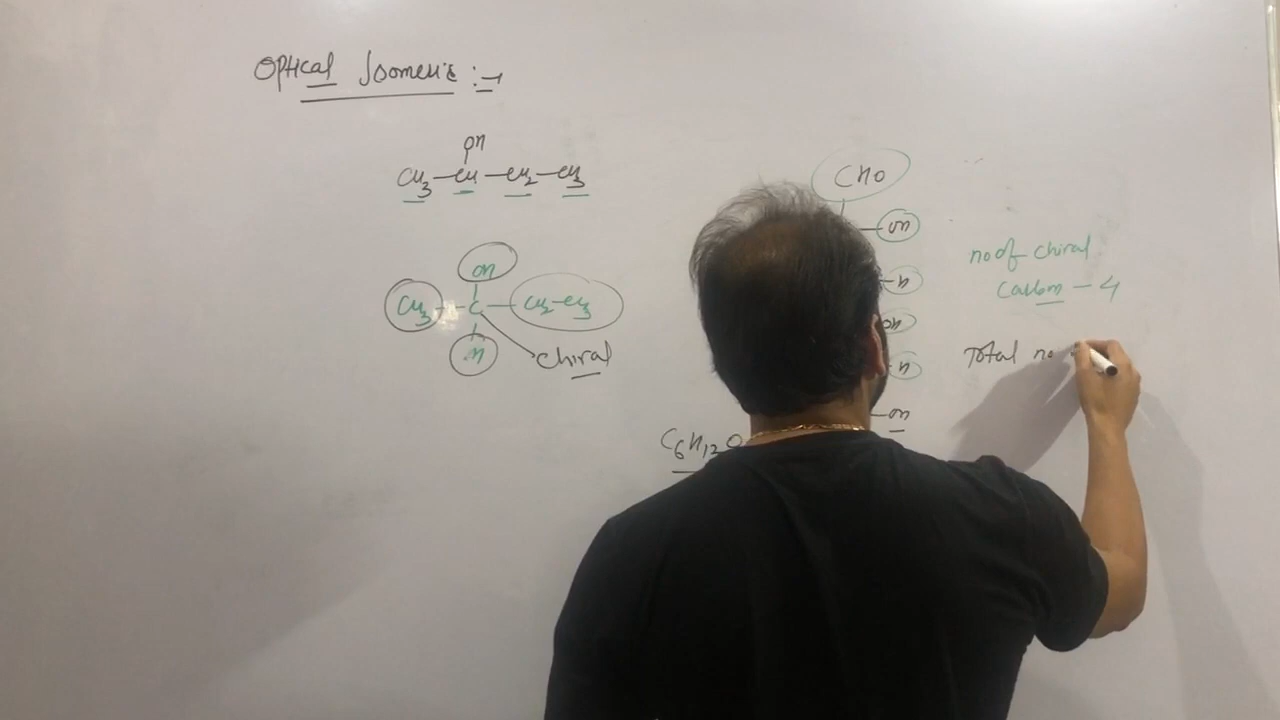 Optical Isomeric :-
OH
CH3-CH-CH2-CH3
OH
CH3-C-CH2-CH3
H
chiral
CHO
OH
H
OH
H
OH
C6H12O
no of chiral
carbon - 4
Total no